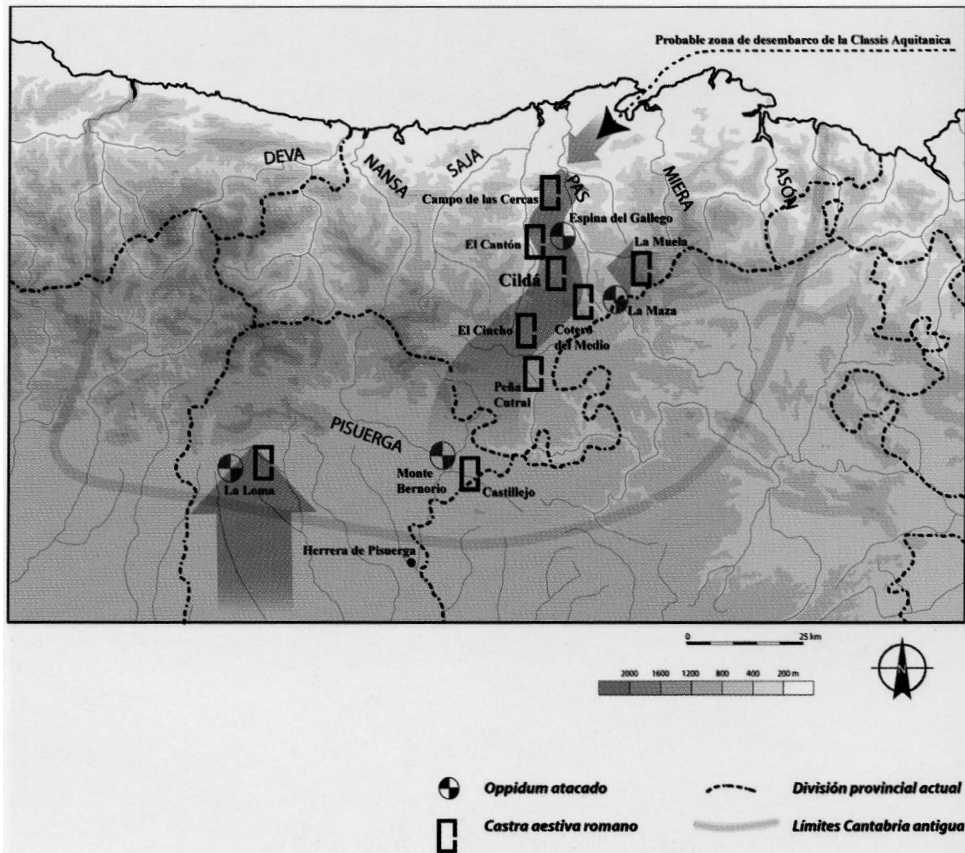 Probable zona de desembarco de la Classis Aquitanica
DEVA
NANSA
SAJA
PAS
MIERA
ASÓN
Campo de las Cercas
Espina del Gallego
El Cantón
La Muela
Cildá
La Maza
El Cincho
Cotero
del Medio
Peña
Cutral
PISUERGA
Monte
Bernorio
Castillejo
La Loma
Herrera de Pisuerga
0 25 km
2000 1600 1200 800 400 200 m
N
Oppidum atacado
División provincial actual
Castra aestiva romano
Límites Cantabria antigua